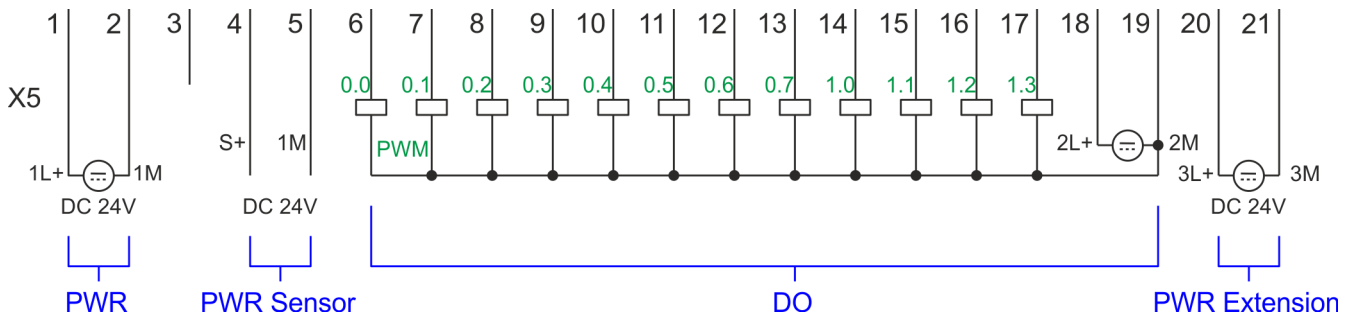 1 2 3 4 5 6 7 8 9 10 11 12 13 14 15 16 17 18 19 20 21
0.0 0.1 0.2 0.3 0.4 0.5 0.6 0.7 1.0 1.1 1.2 1.3
X5
S+ 1M PWM 2L+ 2M
1L+ 1M 3L+ 3M
DC 24V DC 24V DC 24V
PWR PWR Sensor DO PWR Extension